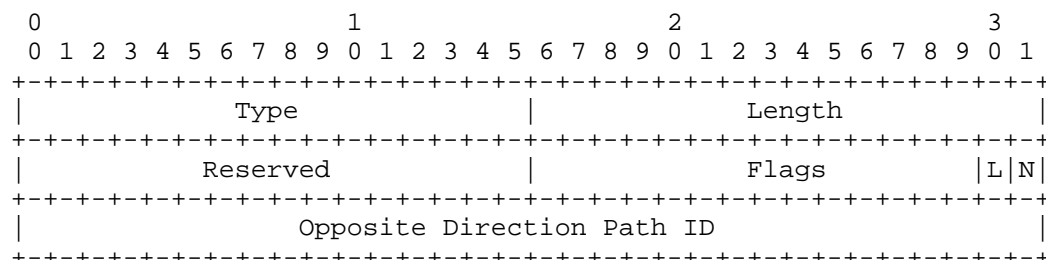 0                   1                   2                   3
 0 1 2 3 4 5 6 7 8 9 0 1 2 3 4 5 6 7 8 9 0 1 2 3 4 5 6 7 8 9 0 1
+-+-+-+-+-+-+-+-+-+-+-+-+-+-+-+-+-+-+-+-+-+-+-+-+-+-+-+-+-+-+-+-+
|             Type              |             Length            |
+-+-+-+-+-+-+-+-+-+-+-+-+-+-+-+-+-+-+-+-+-+-+-+-+-+-+-+-+-+-+-+-+
|           Reserved            |             Flags         |L|N|
+-+-+-+-+-+-+-+-+-+-+-+-+-+-+-+-+-+-+-+-+-+-+-+-+-+-+-+-+-+-+-+-+
|                 Opposite Direction Path ID                    |
+-+-+-+-+-+-+-+-+-+-+-+-+-+-+-+-+-+-+-+-+-+-+-+-+-+-+-+-+-+-+-+-+